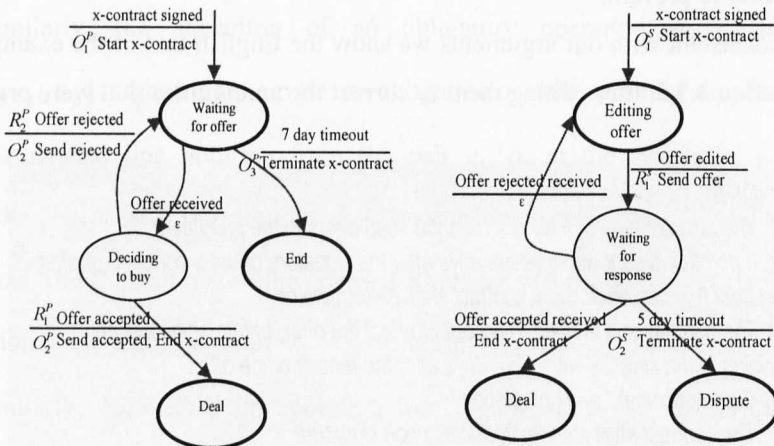 x-contract signed
O₁ᴾ Start x-contract
Waiting
for offer
R₂ᴾ Offer rejected
O₂ᴾ Send rejected
7 day timeout
O₃ᴾ Terminate x-contract
Offer received
ε
Deciding
to buy
End
R₁ᴾ Offer accepted
O₂ᴾ Send accepted, End x-contract
Deal
x-contract signed
O₁ˢ Start x-contract
Editing
offer
Offer edited
R₁ˢ Send offer
Offer rejected received
ε
Waiting
for
response
Offer accepted received
End x-contract
5 day timeout
O₂ˢ Terminate x-contract
Deal
Dispute